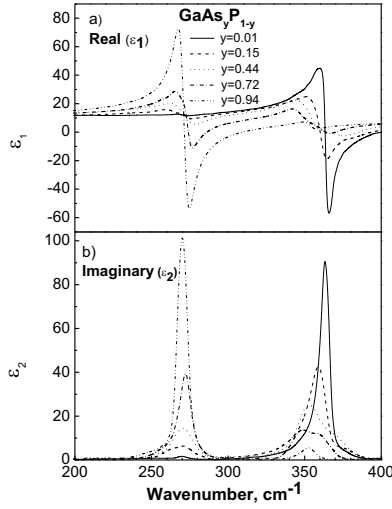 GaAsyP1-y
a)
Real (ε1)
y=0.01
y=0.15
y=0.44
y=0.72
y=0.94
80
60
40
20
0
-20
-40
-60
ε1
b)
Imaginary (ε2)
100
80
60
40
20
0
ε2
200 250 300 350 400
Wavenumber, cm-1